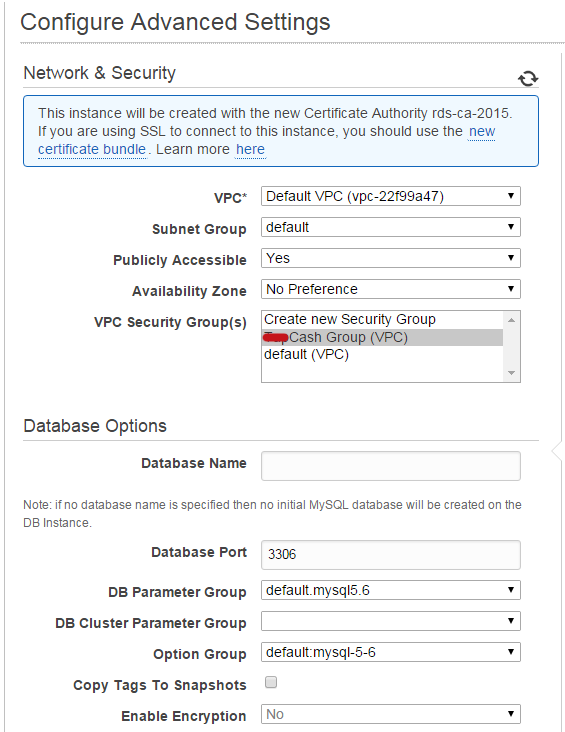 Configure Advanced Settings
Network & Security
This instance will be created with the new Certificate Authority rds-ca-2015.
If you are using SSL to connect to this instance, you should use the new
certificate bundle. Learn more here
VPC* Default VPC (vpc-22f99a47)
Subnet Group default
Publicly Accessible Yes
Availability Zone No Preference
VPC Security Group(s) Create new Security Group
Cash Group (VPC)
default (VPC)
Database Options
Database Name
Note: if no database name is specified then no initial MySQL database will be created on the
DB Instance.
Database Port 3306
DB Parameter Group default.mysql5.6
DB Cluster Parameter Group
Option Group default:mysql-5-6
Copy Tags To Snapshots
Enable Encryption No